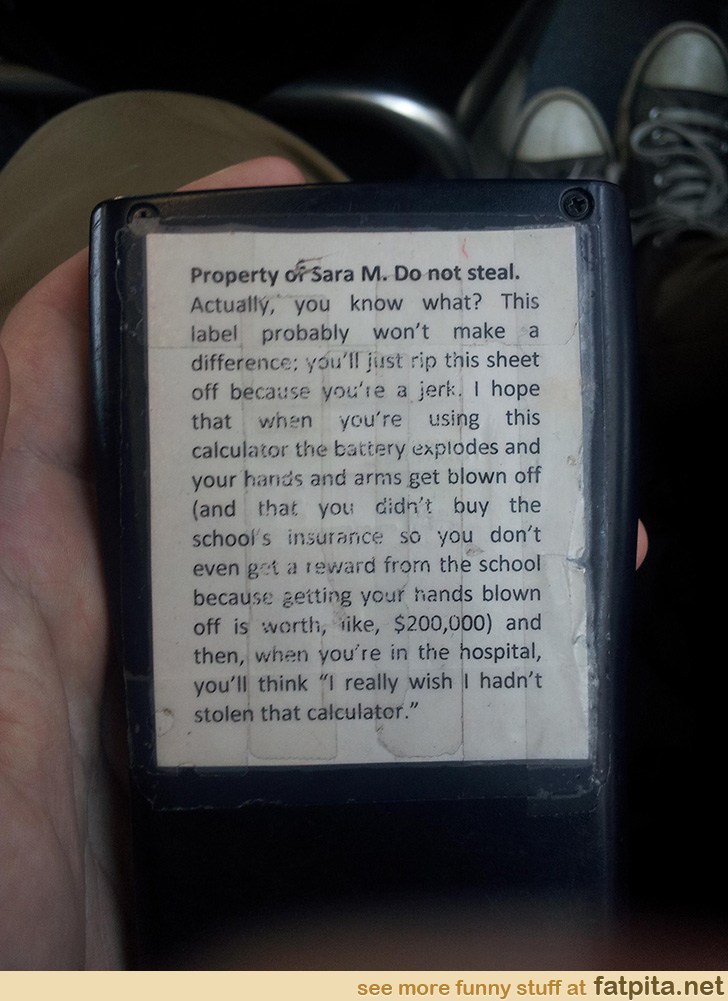 Property of Sara M. Do not steal.
Actually, you know what? This
label probably won't make a
difference; you'll just rip this sheet
off because you're a jerk. I hope
that when you're using this
calculator the battery explodes and
your hands and arms get blown off
(and that you didn't buy the
school's insurance so you don't
even get a reward from the school
because getting your hands blown
off is worth, like, $200,000) and
then, when you're in the hospital,
you'll think “I really wish I hadn't
stolen that calculator.”
see more funny stuff at fatpita.net